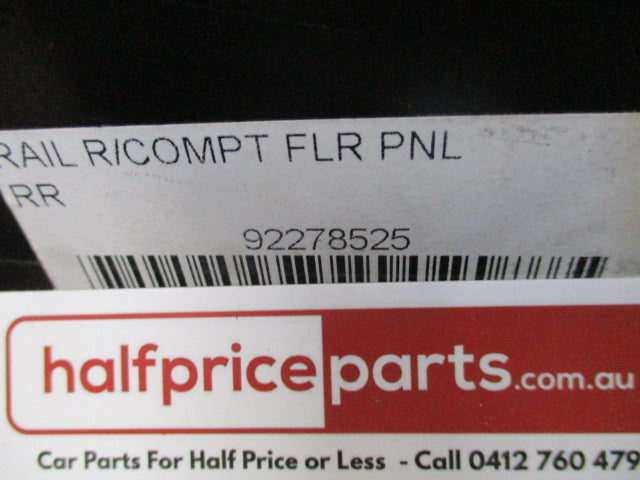 RAIL R/COMPT FLR PNL
RR
92278525
halfpriceparts.com.au
Car Parts For Half Price or Less - Call 0412 760 479